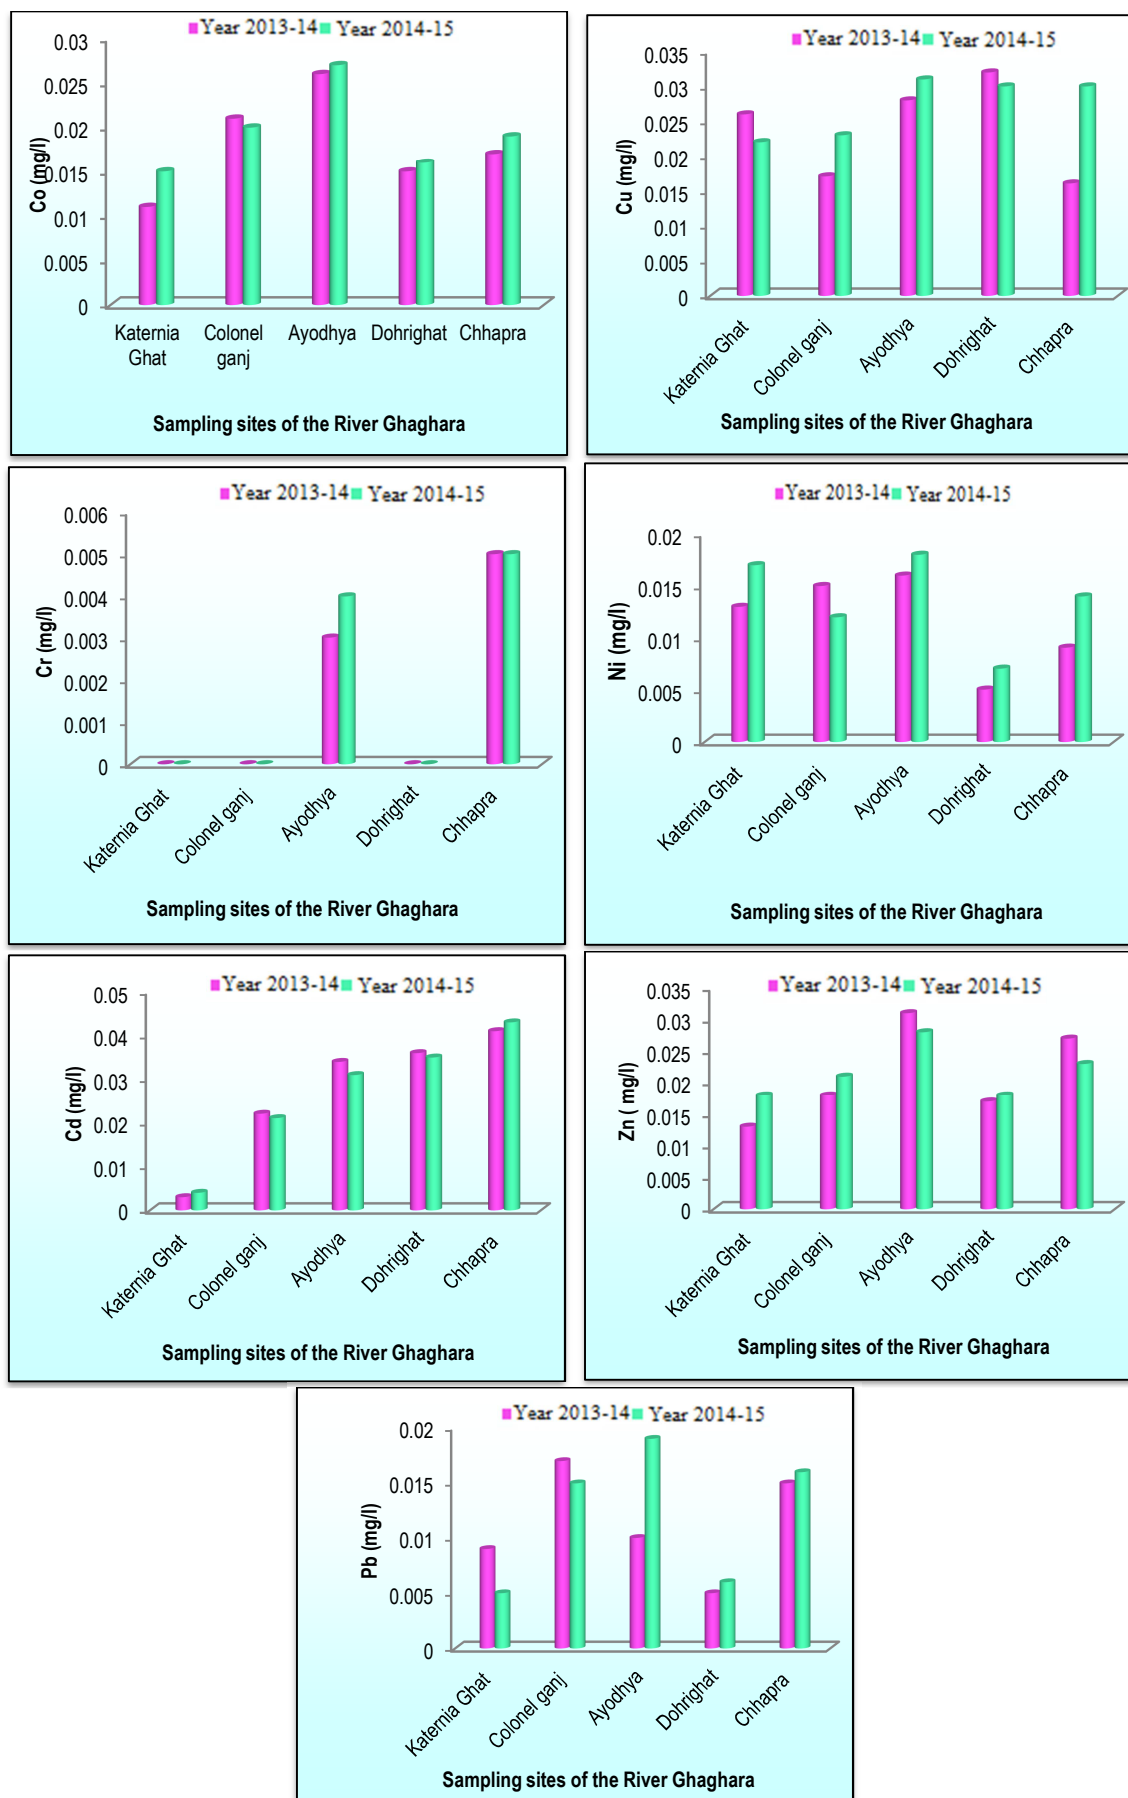 Year 2013-14 Year 2014-15
0.03
0.025
0.02
0.015
0.01
0.005
0
Co (mg/l)
Katernia Ghat
Colonel ganj
Ayodhya
Dohrighat
Chhapra
Sampling sites of the River Ghaghara
Year 2013-14 Year 2014-15
0.035
0.03
0.025
0.02
0.015
0.01
0.005
0
Cu (mg/l)
Katernia Ghat
Colonel ganj
Ayodhya
Dohrighat
Chhapra
Sampling sites of the River Ghaghara
Year 2013-14 Year 2014-15
0.006
0.005
0.004
0.003
0.002
0.001
0
Cr (mg/l)
Katernia Ghat
Colonel ganj
Ayodhya
Dohrighat
Chhapra
Sampling sites of the River Ghaghara
Year 2013-14 Year 2014-15
0.02
0.015
0.01
0.005
0
Ni (mg/l)
Katernia Ghat
Colonel ganj
Ayodhya
Dohrighat
Chhapra
Sampling sites of the River Ghaghara
Year 2013-14 Year 2014-15
0.05
0.04
0.03
0.02
0.01
0
Cd (mg/l)
Katernia Ghat
Colonel ganj
Ayodhya
Dohrighat
Chhapra
Sampling sites of the River Ghaghara
Year 2013-14 Year 2014-15
0.035
0.03
0.025
0.02
0.015
0.01
0.005
0
Zn ( mg/l)
Katernia Ghat
Colonel ganj
Ayodhya
Dohrighat
Chhapra
Sampling sites of the River Ghaghara
Year 2013-14 Year 2014-15
0.02
0.015
0.01
0.005
0
Pb (mg/l)
Katernia Ghat
Colonel ganj
Ayodhya
Dohrighat
Chhapra
Sampling sites of the River Ghaghara